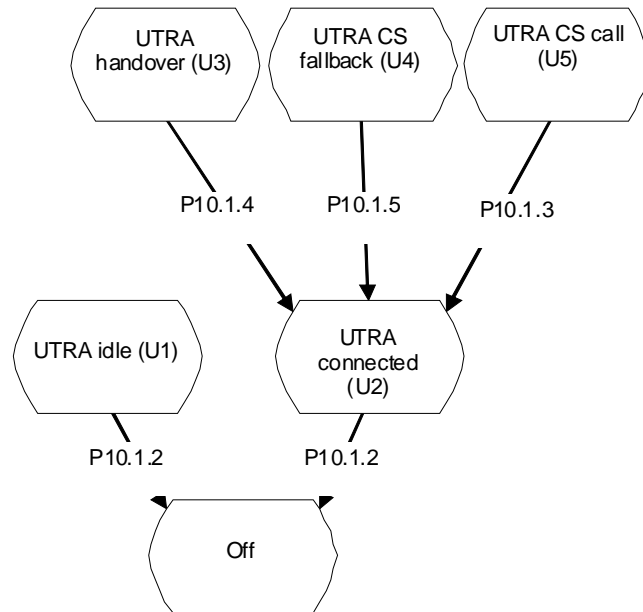 UTRA
handover (U3)
UTRA CS
fallback (U4)
UTRA CS call
(U5)
P10.1.4
P10.1.5
P10.1.3
UTRA idle (U1)
UTRA
connected
(U2)
P10.1.2
P10.1.2
Off